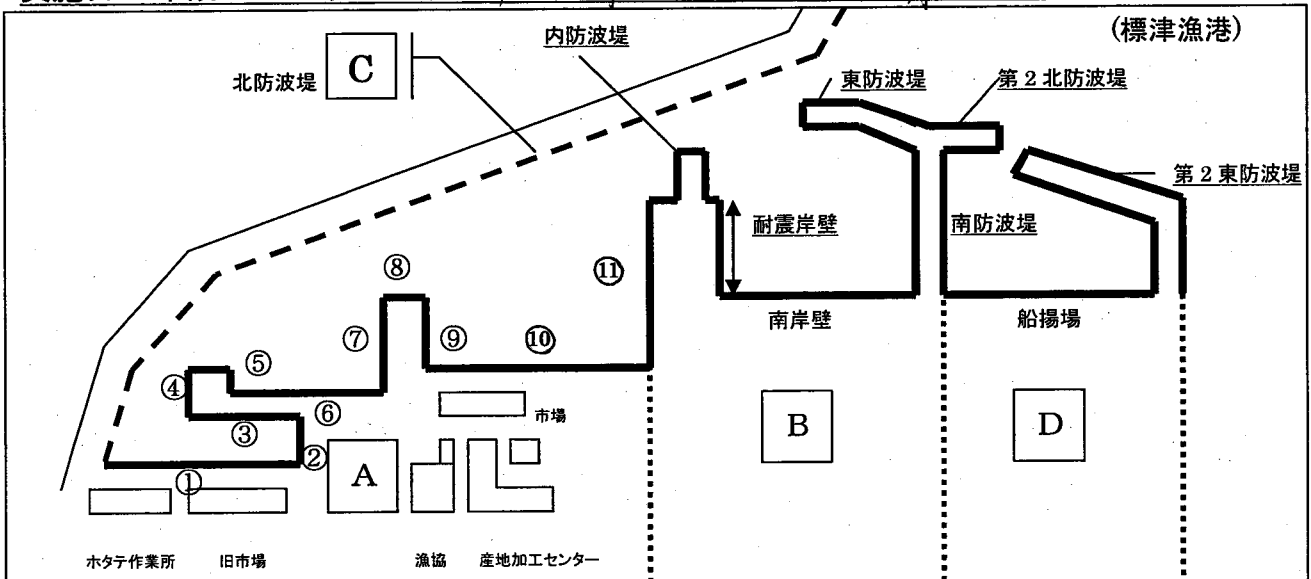 (標津漁港)
内防波堤
北防波堤
C
東防波堤
第2北防波堤
第2東防波堤
耐震岸壁
南防波堤
⑧
⑪
南岸壁
船揚場
⑦
⑨
⑩
⑤
④
⑥
市場
③
②
①
A
B
D
ホタテ作業所
旧市場
漁協
産地加工センター